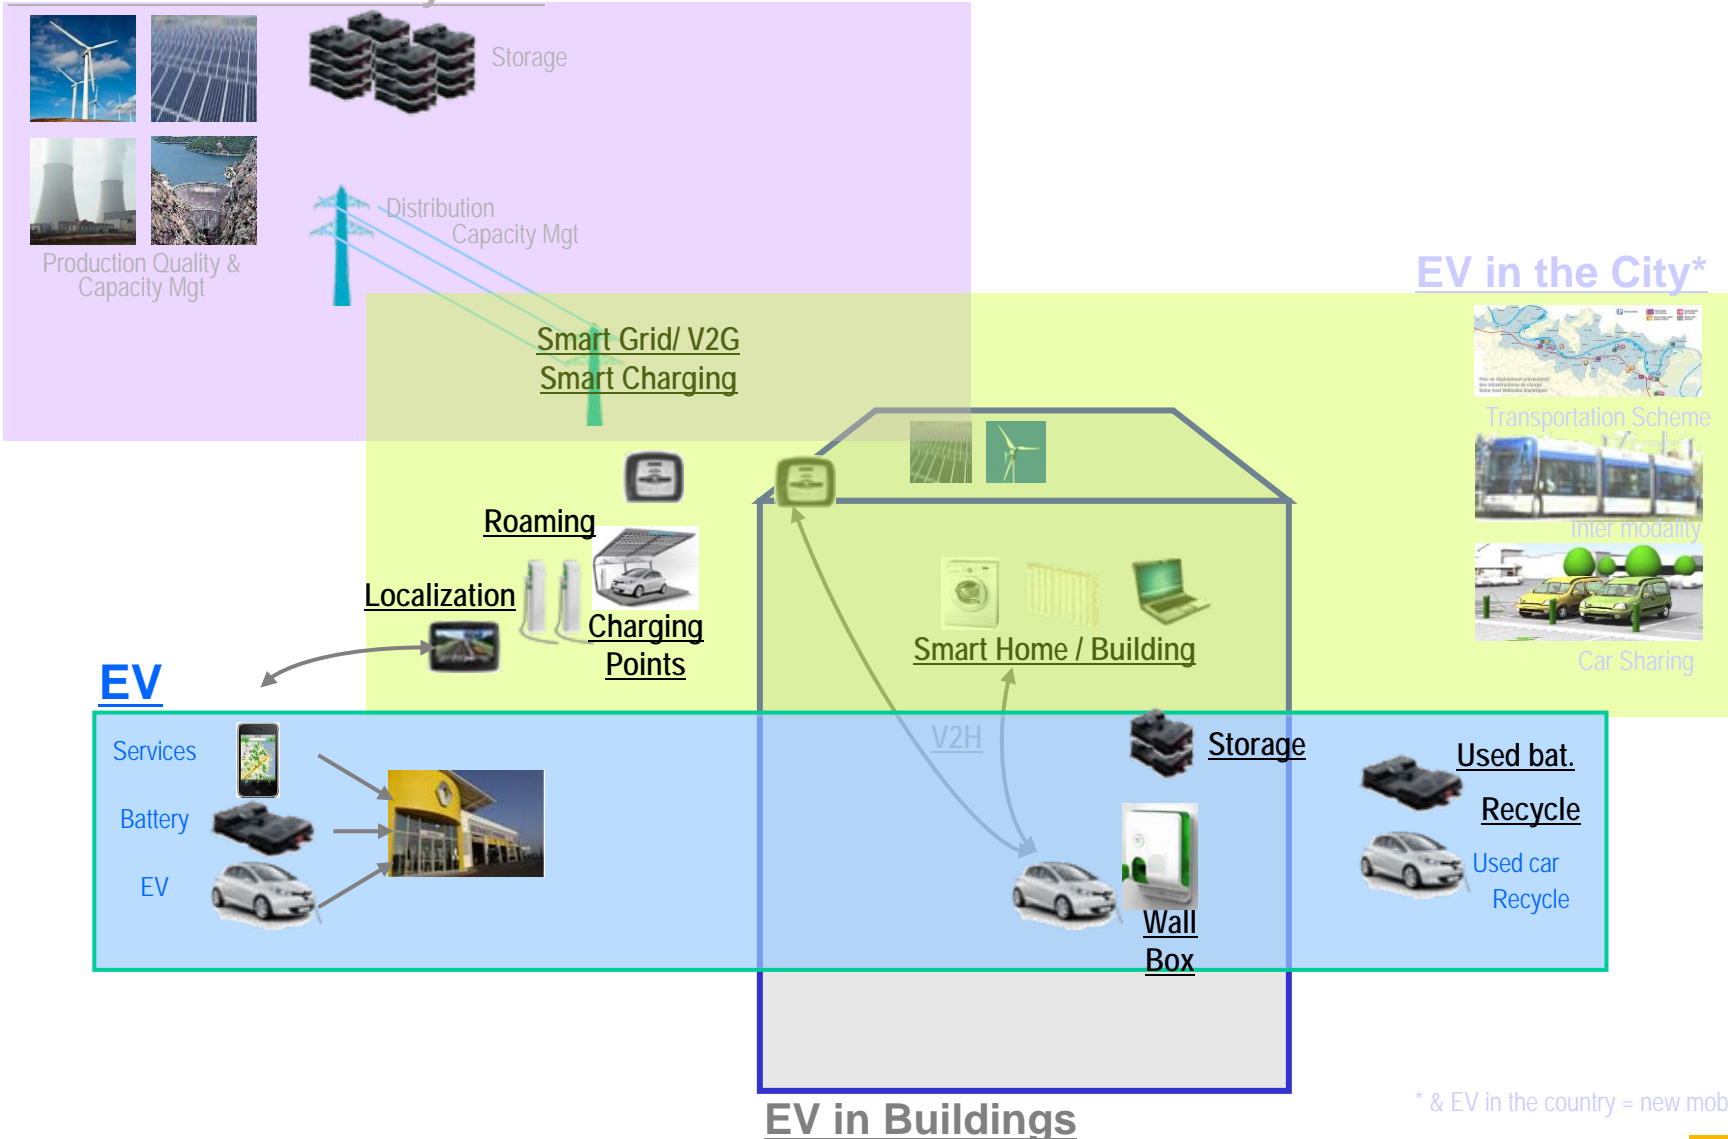 Storage
Distribution
Capacity Mgt
Production Quality &
Capacity Mgt
EV in the City*
Smart Grid/ V2G
Smart Charging
Transportation Scheme
Inter modality
Car Sharing
Roaming
Localization
Charging
Points
Smart Home / Building
EV
Services
Battery
EV
V2H
Storage
Wall
Box
Used bat.
Recycle
Used car
Recycle
EV in Buildings
* & EV in the country = new mob